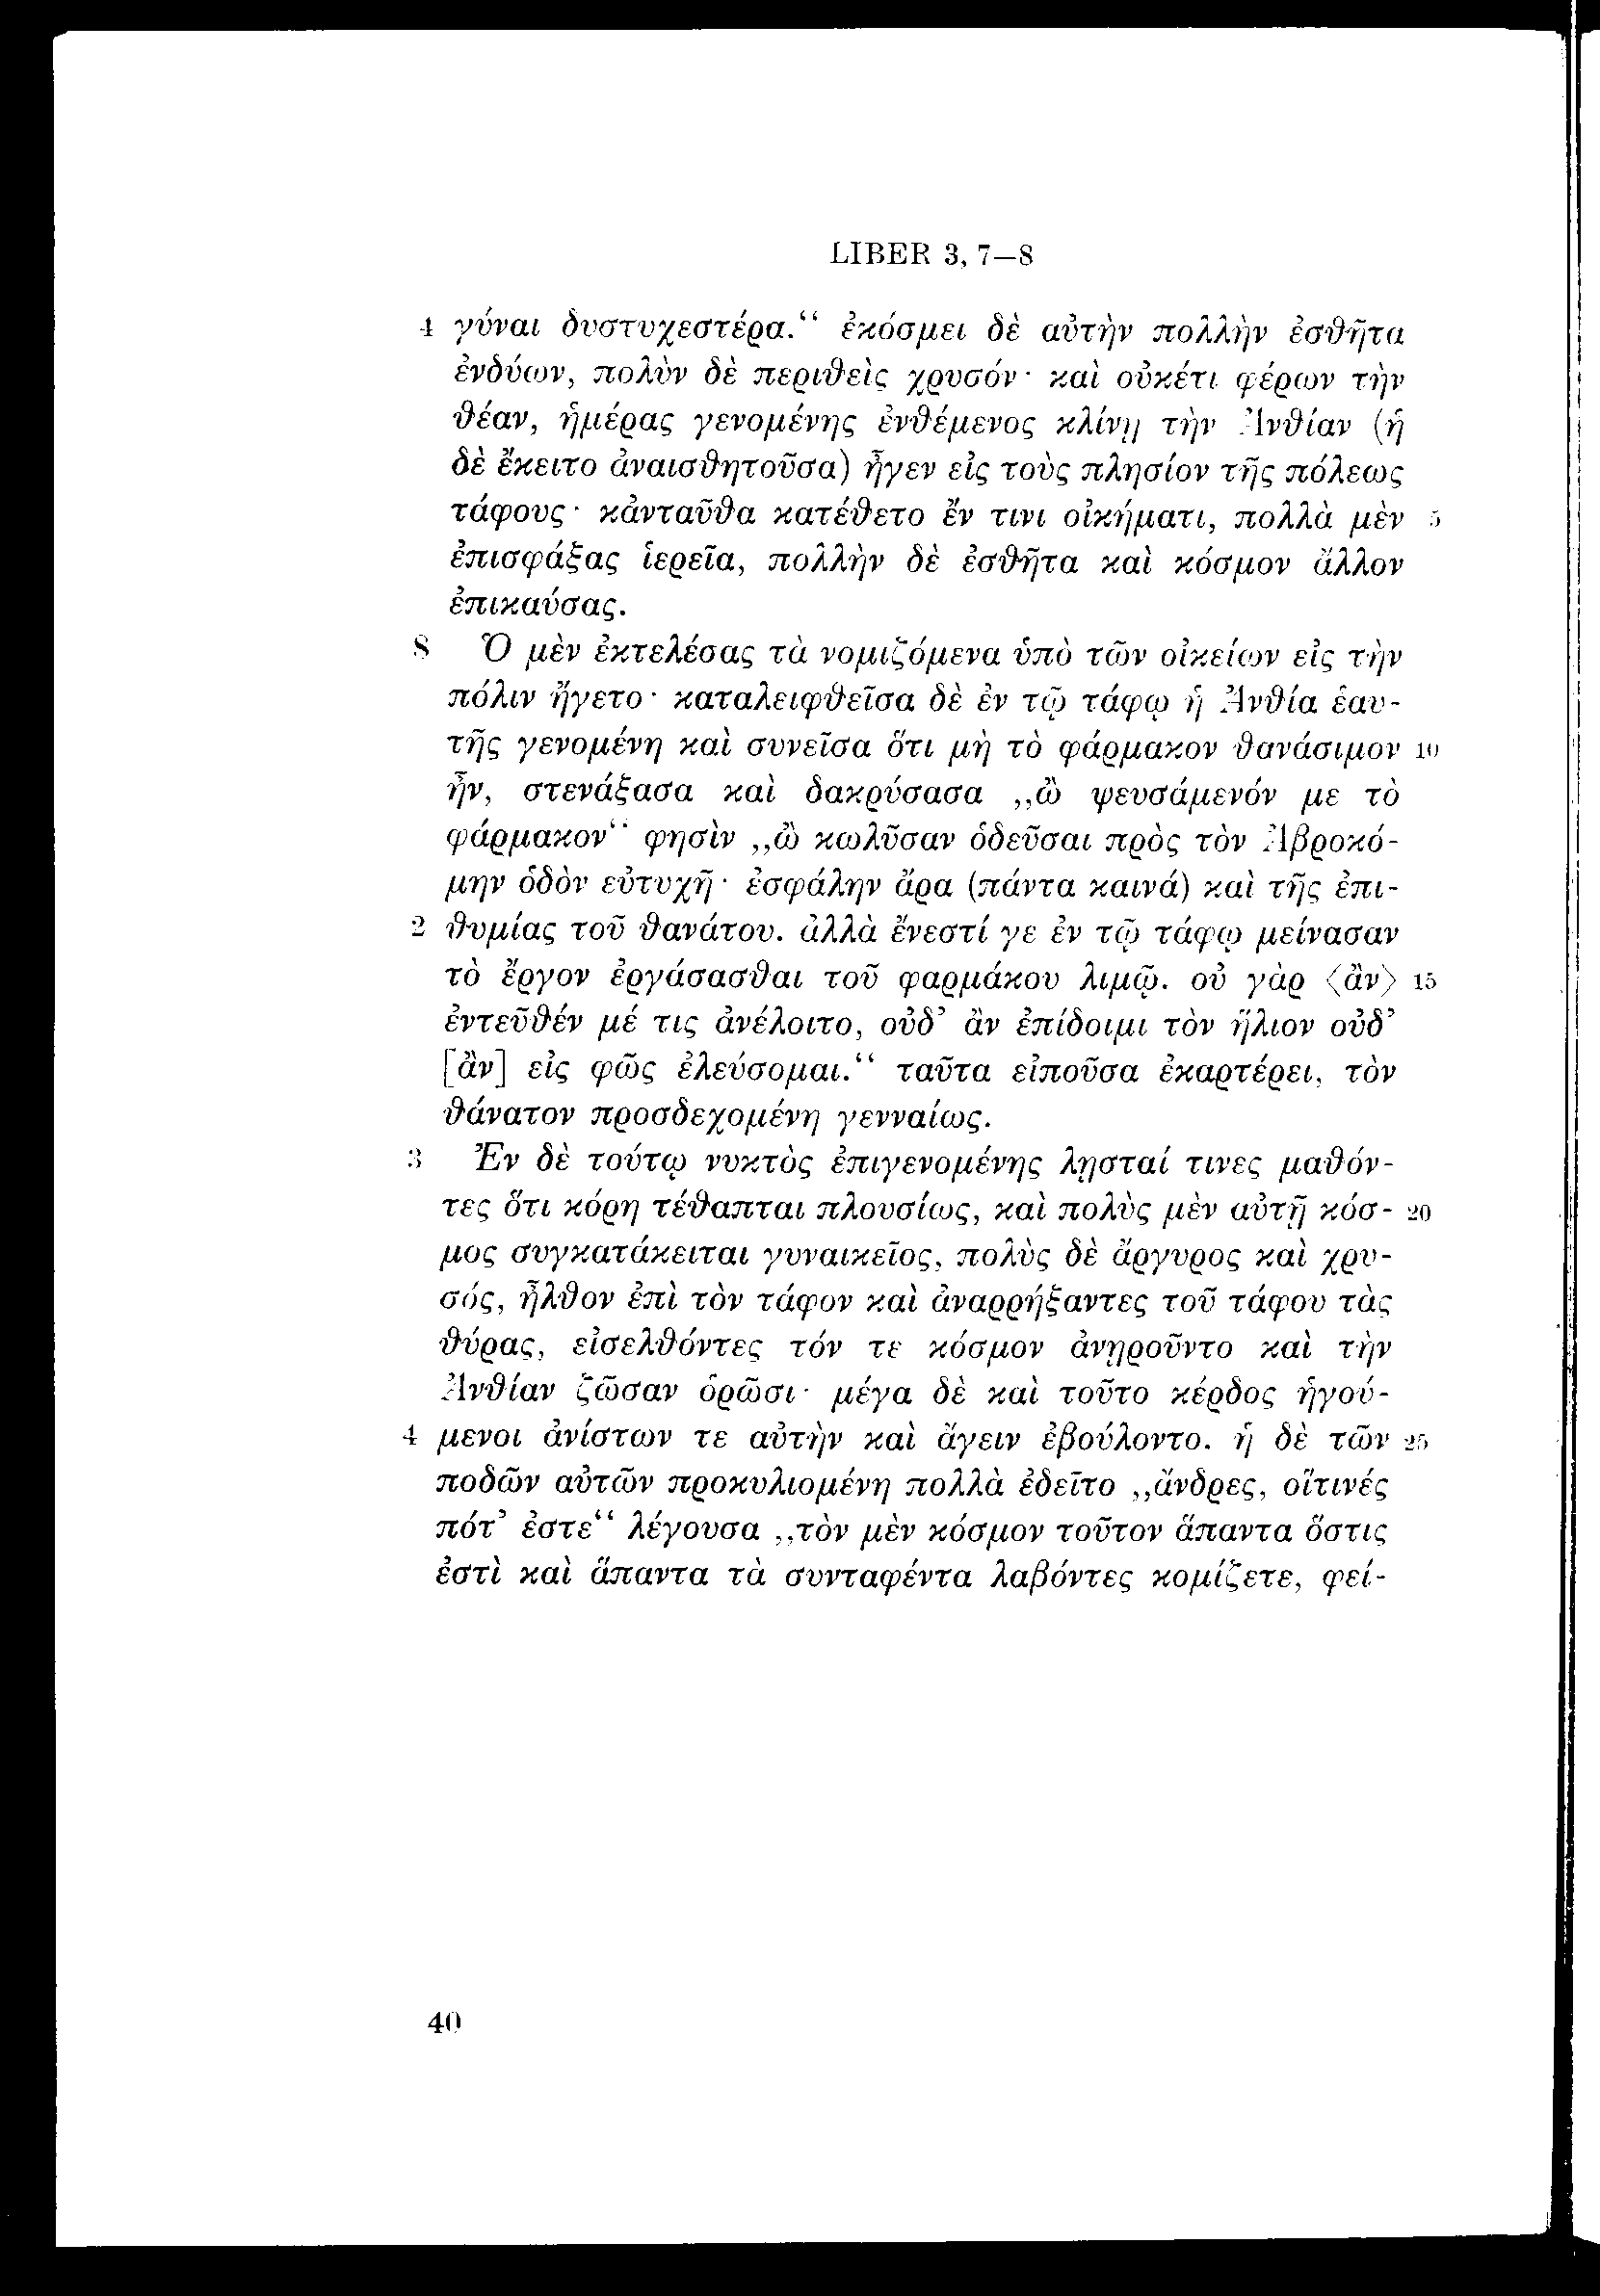 LIBER 3, 7—8
4 γύναι δυστυχεστέρα.“ ἐκόσμει δὲ αὐτὴν πολλὴν ἐσθῆτα
ἐνδύων, πολὺν δὲ περιθεὶς χρυσόν· καὶ οὐκέτι φέρων τὴν
θέαν, ἡμέρας γενομένης ἐνθέμενος κλίνῃ τὴν Ἀνθίαν (ἡ
δὲ ἔκειτο ἀναισθητοῦσα) ἦγεν εἰς τοὺς πλησίον τῆς πόλεως
τάφους· κἀνταῦθα κατέθετο ἔν τινι οἰκήματι, πολλὰ μὲν 5
ἐπισφάξας ἱερεῖα, πολλὴν δὲ ἐσθῆτα καὶ κόσμον ἄλλον
ἐπικαύσας.
8 Ὁ μὲν ἐκτελέσας τὰ νομιζόμενα ὑπὸ τῶν οἰκείων εἰς τὴν
πόλιν ἤγετο· καταλειφθεῖσα δὲ ἐν τῷ τάφῳ ἡ Ἀνθία ἑαυ-
τῆς γενομένη καὶ συνεῖσα ὅτι μὴ τὸ φάρμακον θανάσιμον 10
ἦν, στενάξασα καὶ δακρύσασα „ὢ ψευσάμενόν με τὸ
φάρμακον“ φησὶν „ὢ κωλῦσαν ὁδεῦσαι πρὸς τὸν Ἁβροκό-
μην ὁδὸν εὐτυχῆ· ἐσφάλην ἄρα (πάντα καινά) καὶ τῆς ἐπι-
2 θυμίας τοῦ θανάτου. ἀλλὰ ἔνεστί γε ἐν τῷ τάφῳ μείνασαν
τὸ ἔργον ἐργάσασθαι τοῦ φαρμάκου λιμῷ. οὐ γὰρ ⟨ἂν⟩ 15
ἐντεῦθέν μέ τις ἀνέλοιτο, οὐδ’ ἂν ἐπίδοιμι τὸν ἥλιον οὐδ’
[ἂν] εἰς φῶς ἐλεύσομαι.“ ταῦτα εἰποῦσα ἐκαρτέρει, τὸν
θάνατον προσδεχομένη γενναίως.
3 Ἐν δὲ τούτῳ νυκτὸς ἐπιγενομένης λῃσταί τινες μαθόν-
τες ὅτι κόρη τέθαπται πλουσίως, καὶ πολὺς μὲν αὐτῇ κόσ- 20
μος συγκατάκειται γυναικεῖος, πολὺς δὲ ἄργυρος καὶ χρυ-
σός, ἦλθον ἐπὶ τὸν τάφον καὶ ἀναρρήξαντες τοῦ τάφου τὰς
θύρας, εἰσελθόντες τόν τε κόσμον ἀνῃροῦντο καὶ τὴν
Ἀνθίαν ζῶσαν ὁρῶσι· μέγα δὲ καὶ τοῦτο κέρδος ἡγού-
4 μενοι ἀνίστων τε αὐτὴν καὶ ἄγειν ἐβούλοντο. ἡ δὲ τῶν 25
ποδῶν αὐτῶν προκυλιομένη πολλὰ ἐδεῖτο „ἄνδρες, οἵτινές
πότ’ ἐστε“ λέγουσα „τὸν μὲν κόσμον τοῦτον ἅπαντα ὅστις
ἐστὶ καὶ ἅπαντα τὰ συνταφέντα λαβόντες κομίζετε, φεί-
40